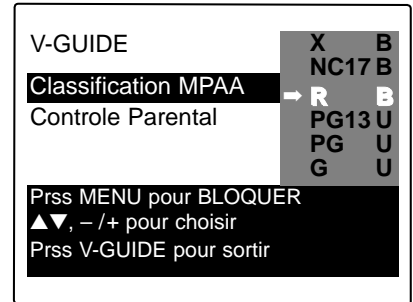 V-GUIDE
Classification MPAA
Controle Parental
X B
NC17 B
➡ R B
PG13 U
PG U
G U
Prss MENU pour BLOQUER
▲▼, – /+ pour choisir
Prss V-GUIDE pour sortir